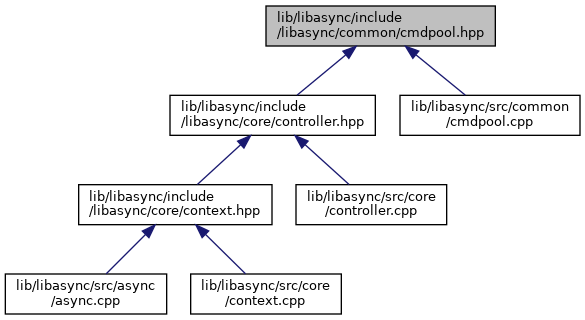 lib/libasync/include
/libasync/common/cmdpool.hpp
lib/libasync/include
/libasync/core/controller.hpp
lib/libasync/src/common
/cmdpool.cpp
lib/libasync/include
/libasync/core/context.hpp
lib/libasync/src/core
/controller.cpp
lib/libasync/src/async
/async.cpp
lib/libasync/src/core
/context.cpp